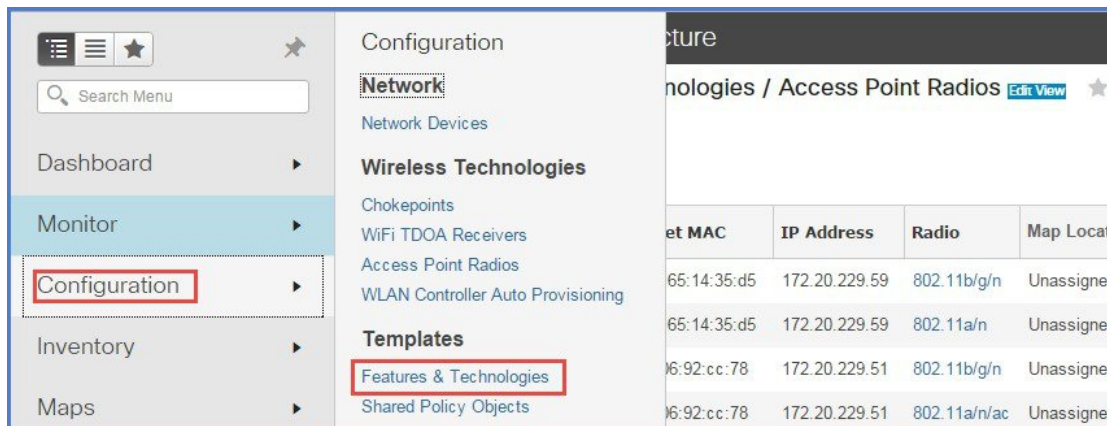 Search Menu
Dashboard
Monitor
Configuration
Inventory
Maps
Configuration
Network
Network Devices
Wireless Technologies
Chokepoints
WiFi TDOA Receivers
Access Point Radios
WLAN Controller Auto Provisioning
Templates
Features & Technologies
Shared Policy Objects
cture
nologies / Access Point Radios Edit View
et MAC IP Address Radio Map Locat
65:14:35:d5 172.20.229.59 802.11b/g/n Unassigne
65:14:35:d5 172.20.229.59 802.11a/n Unassigne
06:92:cc:78 172.20.229.51 802.11b/g/n Unassigne
06:92:cc:78 172.20.229.51 802.11a/n/ac Unassigne